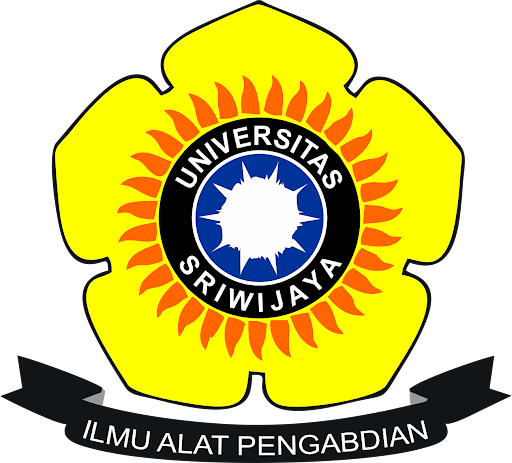 UNIVERSITAS
SRIWIJAYA
ILMU ALAT PENGABDIAN